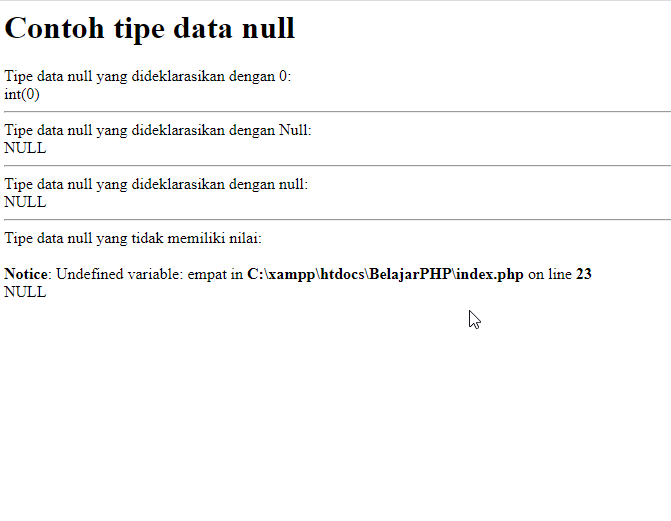 Contoh tipe data null
Tipe data null yang dideklarasikan dengan 0:
int(0)
Tipe data null yang dideklarasikan dengan Null:
NULL
Tipe data null yang dideklarasikan dengan null:
NULL
Tipe data null yang tidak memiliki nilai:
Notice: Undefined variable: empat in C:\xampp\htdocs\BelajarPHP\index.php on line 23
NULL